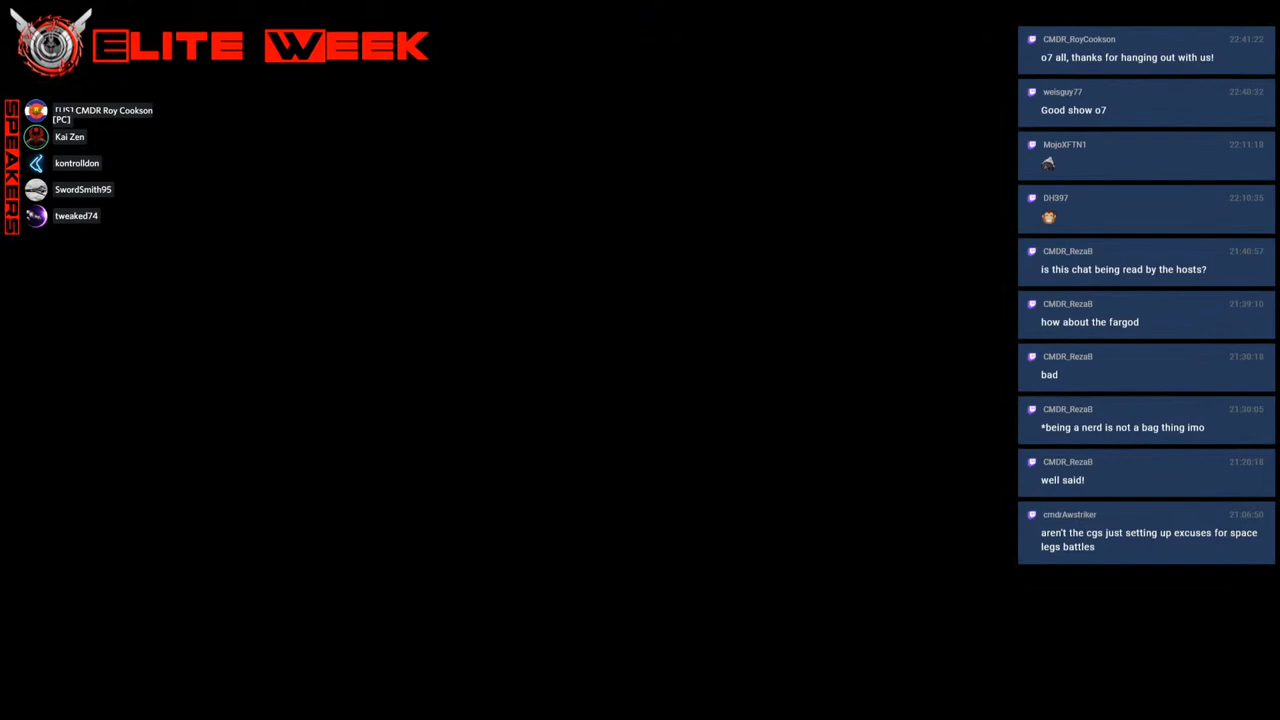 ELITE WEEK
SPEAKERS
[US] CMDR Roy Cookson
[PC]
Kai Zen
kontrolldon
SwordSmith95
tweaked74
CMDR_RoyCookson 22:41:22
o7 all, thanks for hanging out with us!
weisguy77 22:40:32
Good show o7
MojoXFTN1 22:11:18
DH397 22:10:35
CMDR_RezaB 21:40:57
is this chat being read by the hosts?
CMDR_RezaB 21:39:10
how about the fargod
CMDR_RezaB 21:30:18
bad
CMDR_RezaB 21:30:05
*being a nerd is not a bag thing imo
CMDR_RezaB 21:20:16
well said!
cmdrAwstriker 21:06:50
aren't the cgs just setting up excuses for space
legs battles